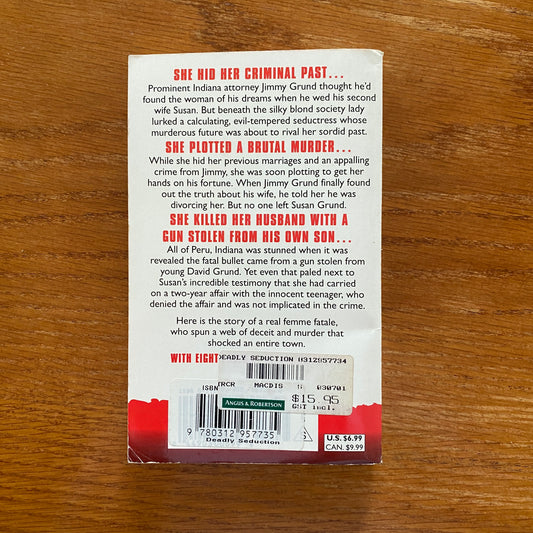 SHE HID HER CRIMINAL PAST...
Prominent Indiana attorney Jimmy Grund thought he'd
found the woman of his dreams when he wed his second
wife Susan. But beneath the silky blond society lady
lurked a calculating, evil-tempered seductress whose
murderous future was about to rival her sordid past.
SHE PLOTTED A BRUTAL MURDER...
While she hid her previous marriages and an appalling
crime from Jimmy, she was soon plotting to get her
hands on his fortune. When Jimmy Grund finally found
out the truth about his wife, he told her he was
divorcing her. But no one left Susan Grund.
SHE KILLED HER HUSBAND WITH A
GUN STOLEN FROM HIS OWN SON...
All of Peru, Indiana was stunned when it was
revealed the fatal bullet came from a gun stolen from
young David Grund. Yet even that paled next to
Susan's incredible testimony that she had carried
on a two-year affair with the innocent teenager, who
denied the affair and was not implicated in the crime.
Here is the story of a real femme fatale,
who spun a web of deceit and murder that
shocked an entire town.
WITH EIGHT
DEADLY SEDUCTION 0312957734
TRCR MACDIS 030701
ISBN
ANGUS & ROBERTSON
$15.95
GST incl.
9 780312 957735
Deadly Seduction
U.S. $6.99
CAN. $9.99